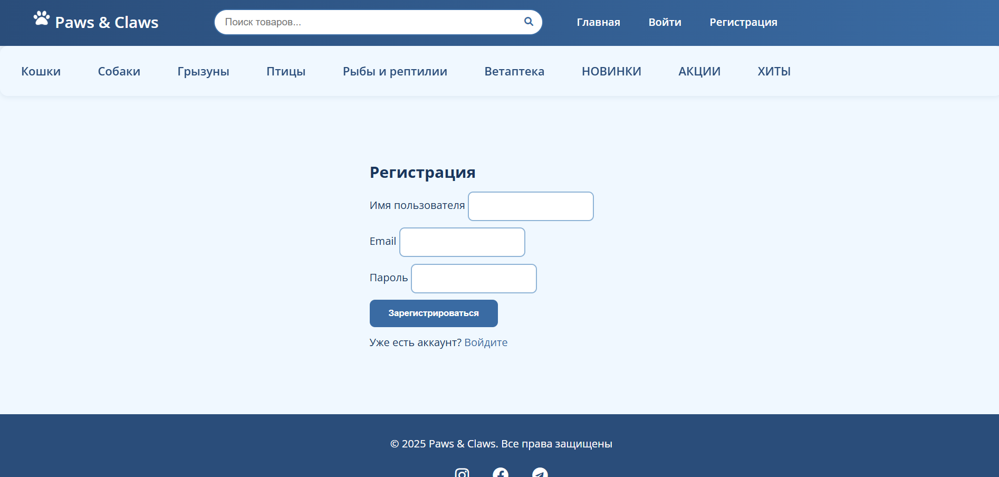 Paws & Claws
Поиск товаров...
Главная
Войти
Регистрация
Кошки
Собаки
Грызуны
Птицы
Рыбы и рептилии
Ветаптека
НОВИНКИ
АКЦИИ
ХИТЫ
Регистрация
Имя пользователя
Email
Пароль
Зарегистрироваться
Уже есть аккаунт? Войдите
© 2025 Paws & Claws. Все права защищены